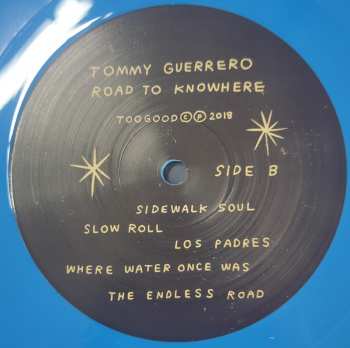 TOMMY GUERRERO
ROAD TO KNOWHERE
TOOGOOD©℗2018
SIDE B
SIDEWALK SOUL
SLOW ROLL
LOS PADRES
WHERE WATER ONCE WAS
THE ENDLESS ROAD